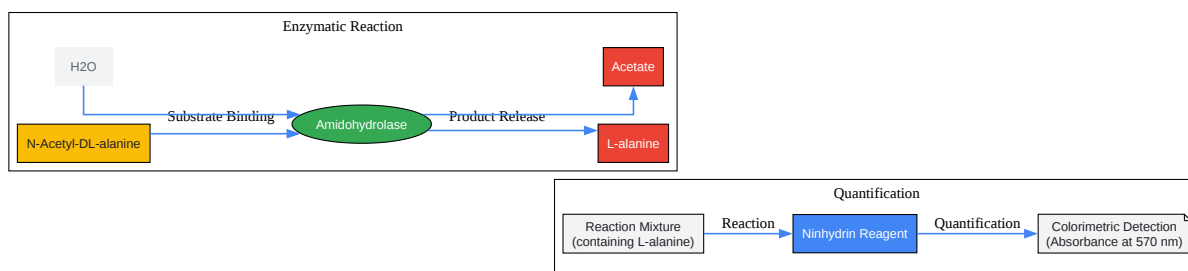 Enzymatic Reaction
H2O
Acetate
Substrate Binding
Product Release
Amidohydrolase
N-Acetyl-DL-alanine
L-alanine
Quantification
Reaction Mixture
(containing L-alanine)
Reaction
Ninhydrin Reagent
Quantification
Colorimetric Detection
(Absorbance at 570 nm)